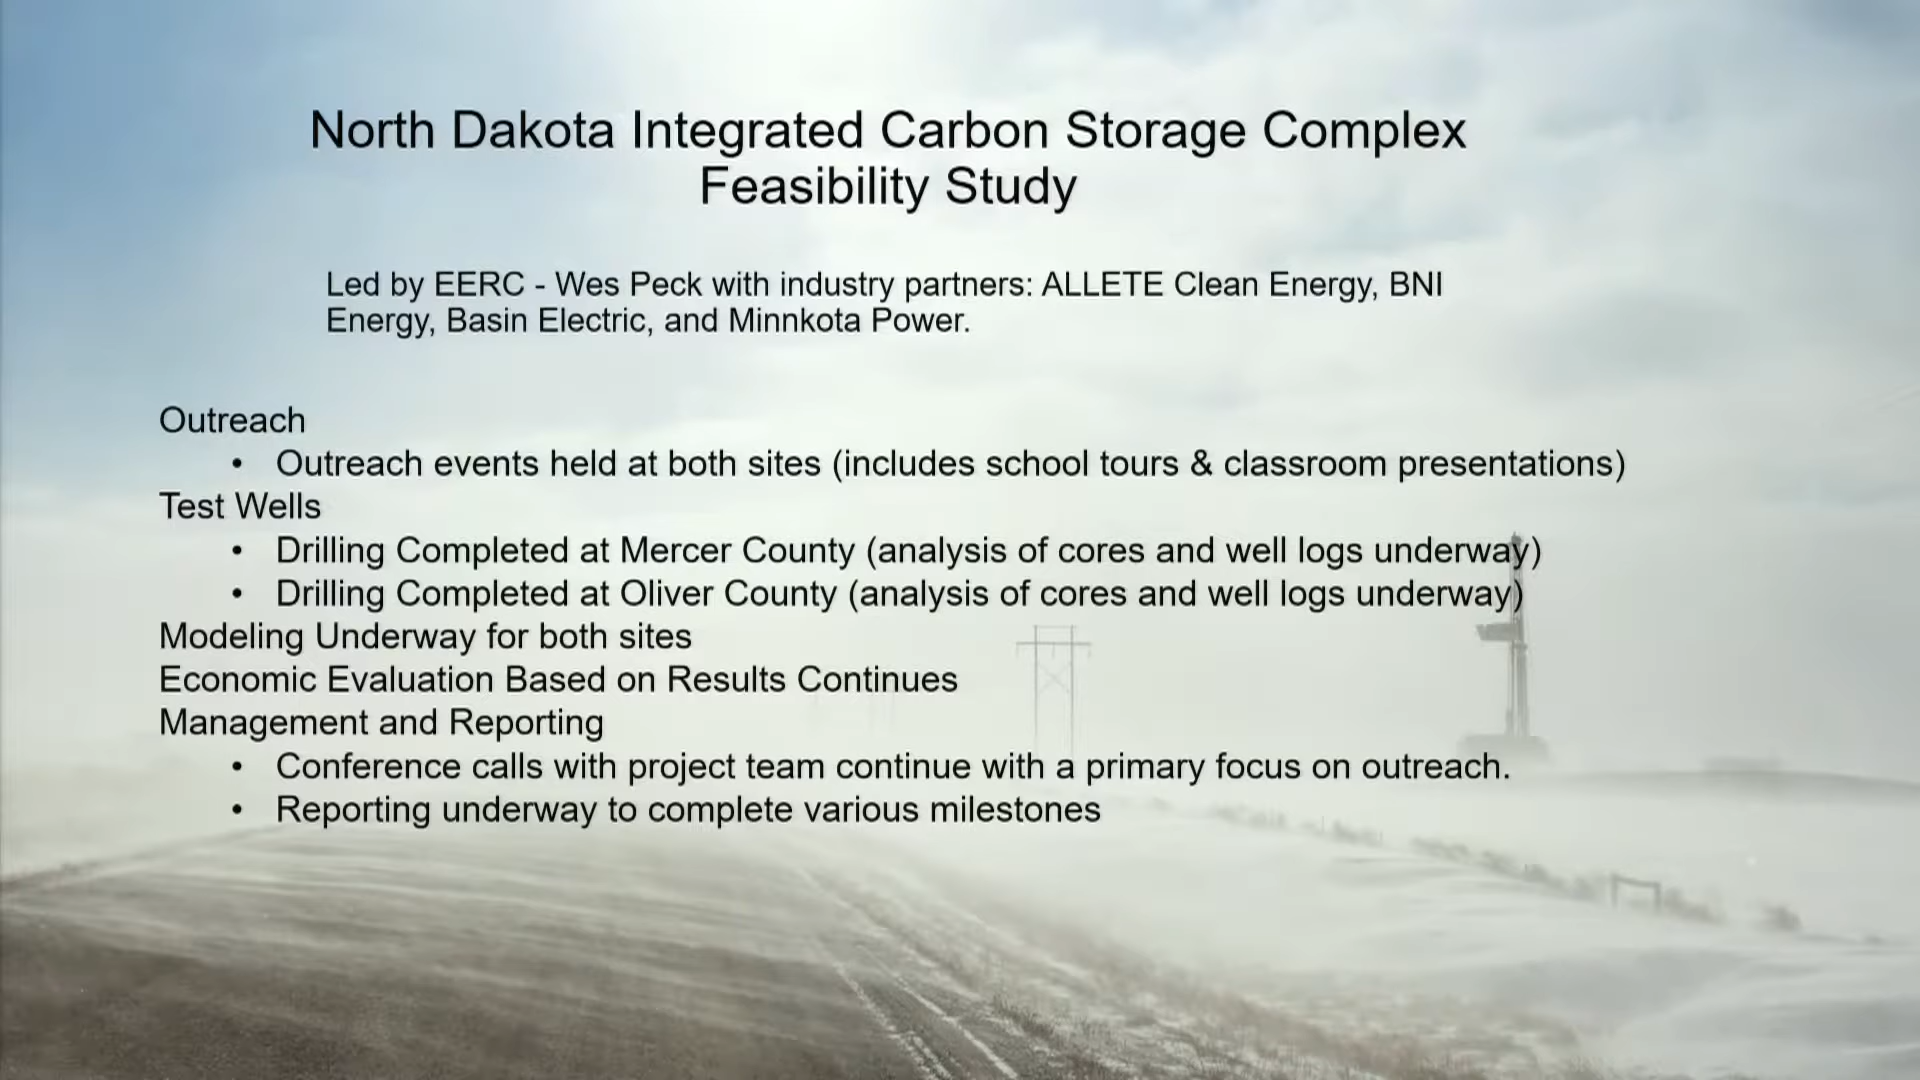 North Dakota Integrated Carbon Storage Complex
Feasibility Study
Led by EERC - Wes Peck with industry partners: ALLETE Clean Energy, BNI
Energy, Basin Electric, and Minnkota Power.
Outreach
• Outreach events held at both sites (includes school tours & classroom presentations)
Test Wells
• Drilling Completed at Mercer County (analysis of cores and well logs underway)
• Drilling Completed at Oliver County (analysis of cores and well logs underway)
Modeling Underway for both sites
Economic Evaluation Based on Results Continues
Management and Reporting
• Conference calls with project team continue with a primary focus on outreach.
• Reporting underway to complete various milestones